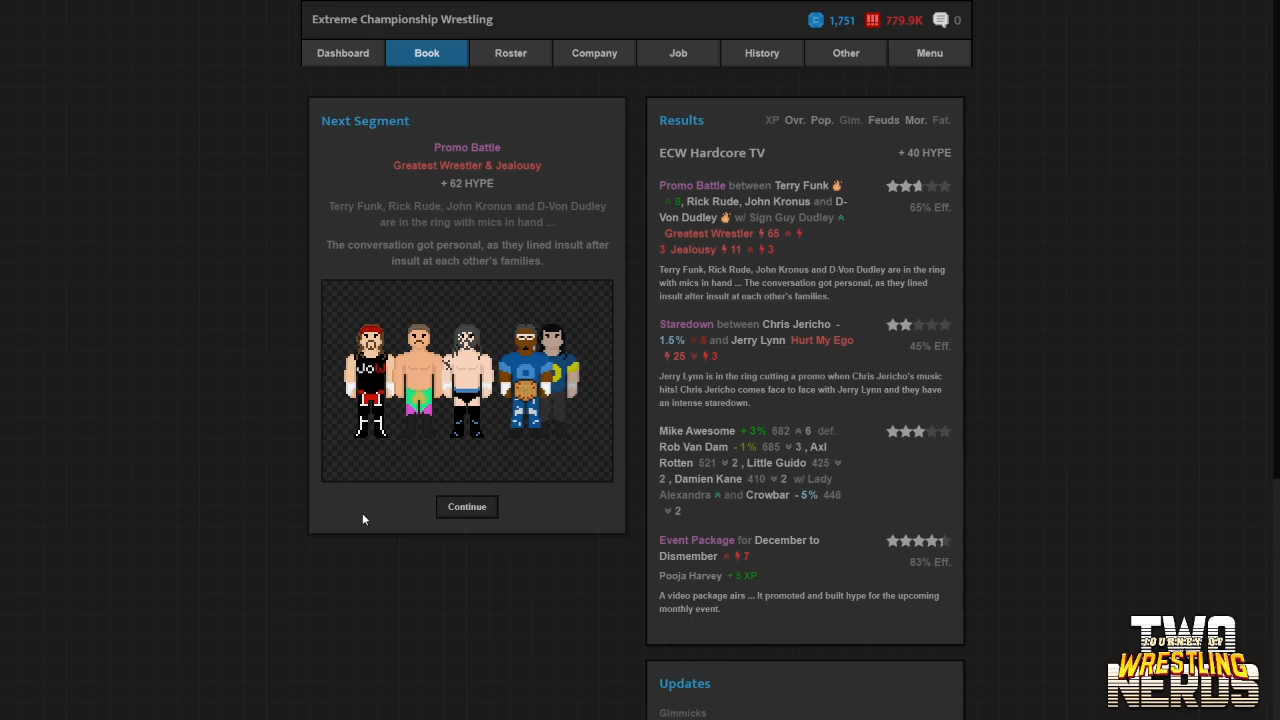 Extreme Championship Wrestling
1,751
779.9K
0
Dashboard
Book
Roster
Company
Job
History
Other
Menu
Next Segment
Promo Battle
Greatest Wrestler & Jealousy
+ 62 HYPE
Terry Funk, Rick Rude, John Kronus and D-Von Dudley
are in the ring with mics in hand ...
The conversation got personal, as they lined insult after
insult at each other's families.
JoW
Continue
Results
XP Ovr. Pop. Gim. Feuds Mor. Fat.
ECW Hardcore TV
+ 40 HYPE
Promo Battle between Terry Funk
8, Rick Rude, John Kronus and D-
Von Dudley w/ Sign Guy Dudley
Greatest Wrestler 65
3 Jealousy 11 3
65% Eff.
Terry Funk, Rick Rude, John Kronus and D-Von Dudley are in the ring
with mics in hand ... The conversation got personal, as they lined
insult after insult at each other's families.
Staredown between Chris Jericho -
1.5% 5 and Jerry Lynn Hurt My Ego
25 3
45% Eff.
Jerry Lynn is in the ring cutting a promo when Chris Jericho's music
hits! Chris Jericho comes face to face with Jerry Lynn and they have
an intense staredown.
Mike Awesome + 3% 682 6 def.
Rob Van Dam - 1% 685 3 , Axl
Rotten 521 2 , Little Guido 425
2 , Damien Kane 410 2 w/ Lady
Alexandra and Crowbar - 5% 446
2
Event Package for December to
Dismember 7
83% Eff.
Pooja Harvey + 5 XP
A video package airs ... It promoted and built hype for the upcoming
monthly event.
Updates
Gimmicks
TWO
JOURNEY OF
WRESTLING
NERDS